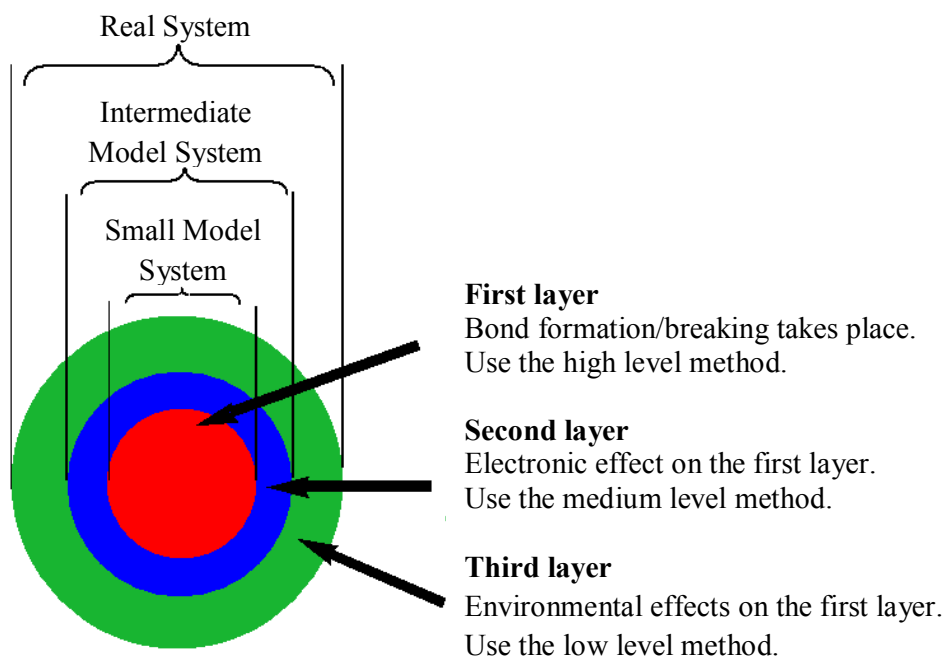 Real System
Intermediate
Model System
Small Model
System
First layer
Bond formation/breaking takes place.
Use the high level method.
Second layer
Electronic effect on the first layer.
Use the medium level method.
Third layer
Environmental effects on the first layer.
Use the low level method.